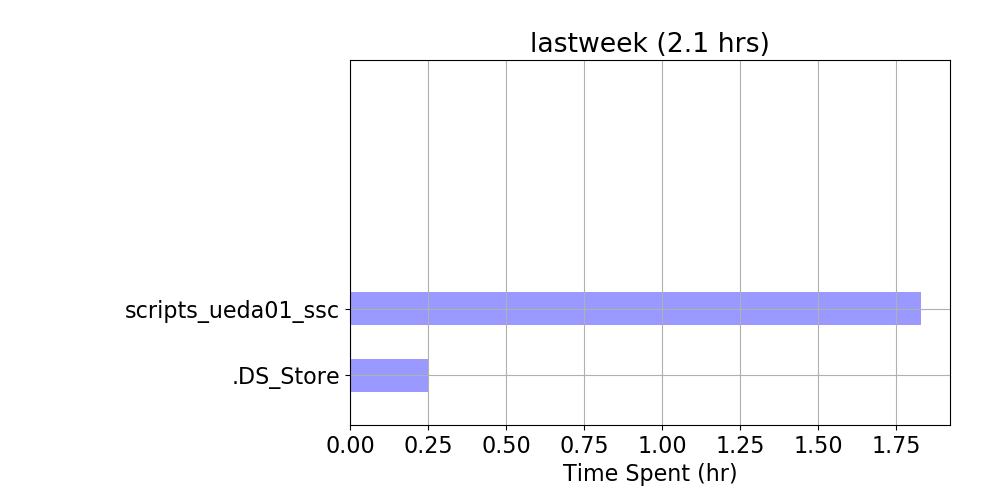 lastweek (2.1 hrs)
scripts_ueda01_ssc
.DS_Store
0.00 0.25 0.50 0.75 1.00 1.25 1.50 1.75
Time Spent (hr)